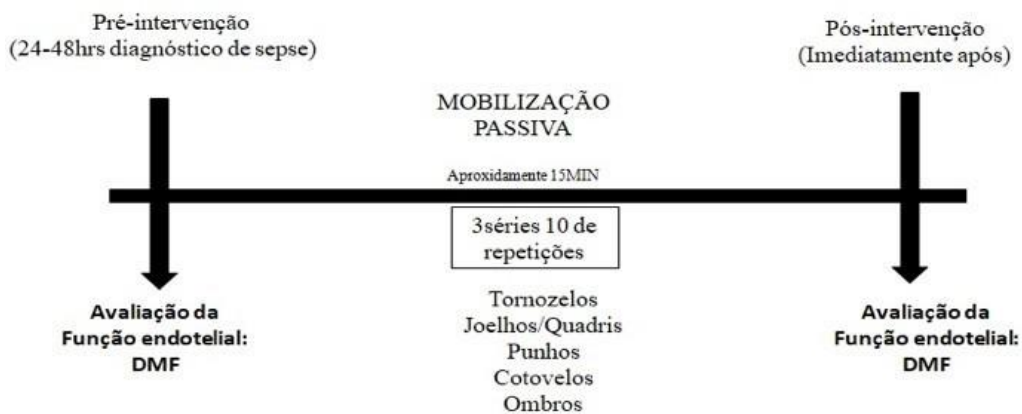 Pré-intervenção
(24-48hrs diagnóstico de sepse)
Pós-intervenção
(Imediatamente após)
MOBILIZAÇÃO
PASSIVA
Aproxidamente 15MIN
3séries 10 de
repetições
Tornozelos
Joelhos/Quadris
Punhos
Cotovelos
Ombros
Avaliação da
Função endotelial:
DMF
Avaliação da
Função endotelial:
DMF